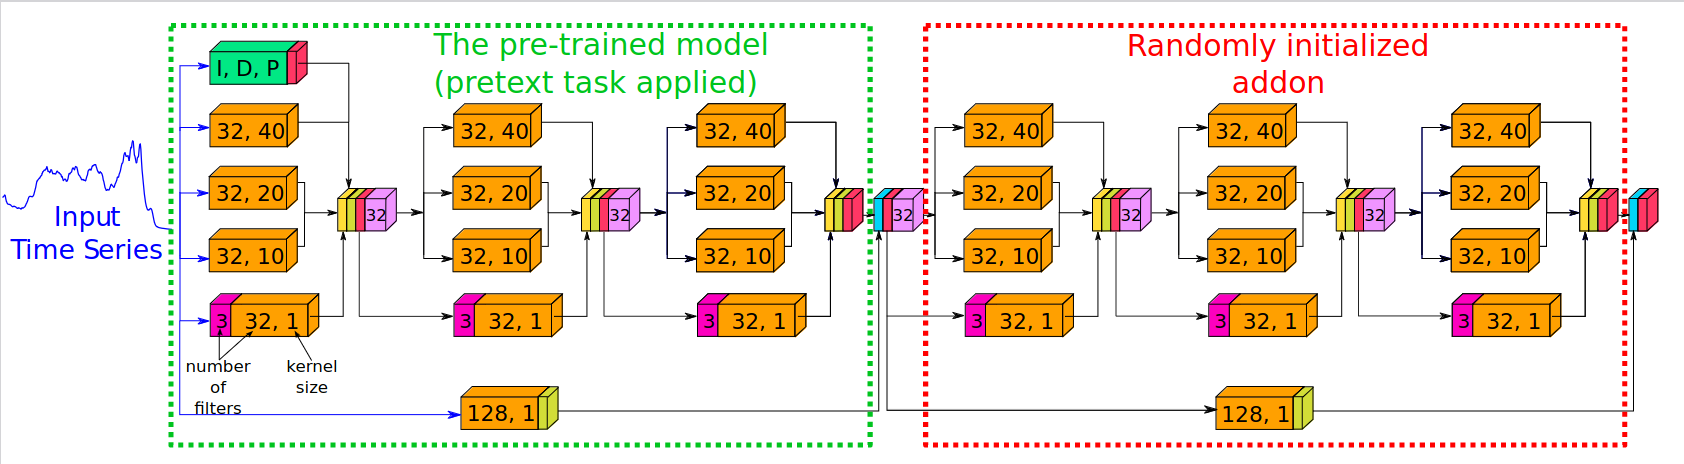 The pre-trained model
(pretext task applied)
Randomly initialized
addon
Input
Time Series
I, D, P
32, 40
32, 20
32, 10
3 32, 1
number
of
filters
kernel
size
32
32, 40
32, 20
32, 10
3 32, 1
32
32, 40
32, 20
32, 10
3 32, 1
128, 1
32
32, 40
32, 20
32, 10
3 32, 1
32
32, 40
32, 20
32, 10
3 32, 1
32
32, 40
32, 20
32, 10
3 32, 1
128, 1